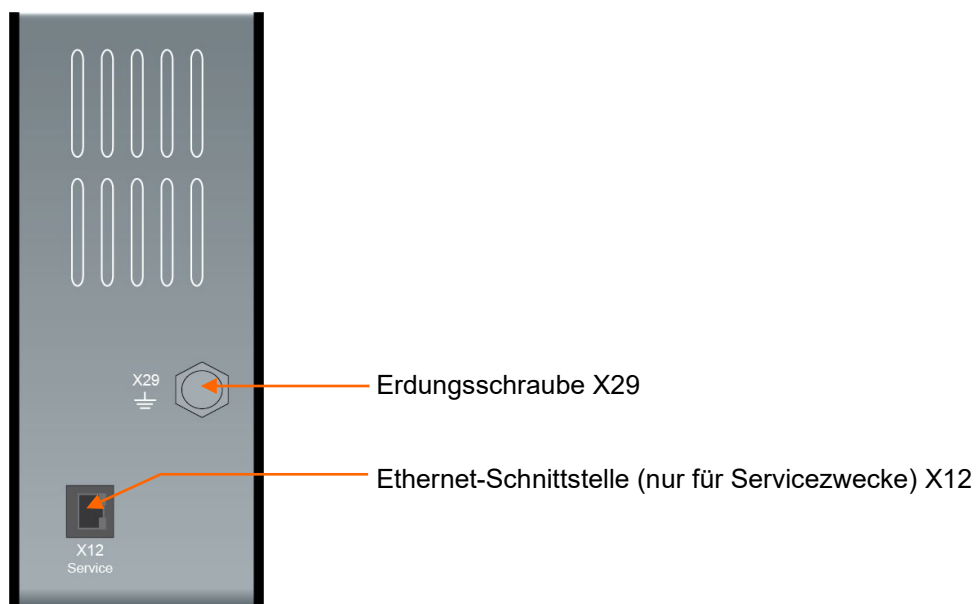 X29
Erdungsschraube X29
Ethernet-Schnittstelle (nur für Servicezwecke) X12
X12
Service